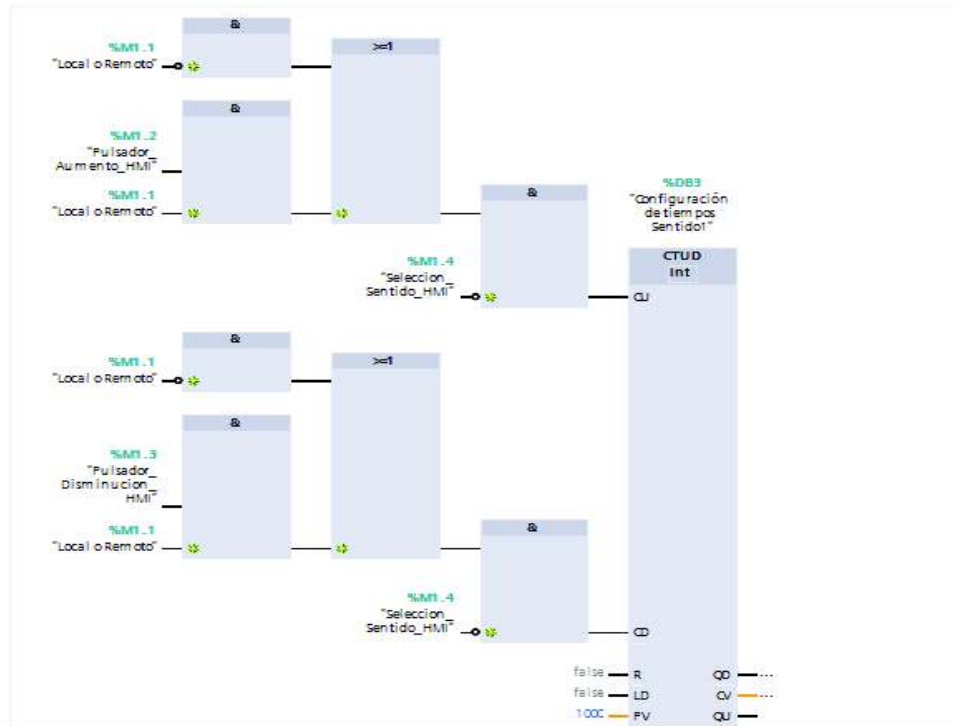 &
%M1.1
"Local o Remoto"
>=1
&
%M1.2
"Pulsador_
Aumento_HMI"
%M1.1
"Local o Remoto"
&
%M1.4
"Seleccion_
Sentido_HMI"
%DB3
"Configuración
de tiempos
Sentido1"
CTUD
Int
CU
&
%M1.1
"Local o Remoto"
>=1
&
%M1.3
"Pulsador_
Disminucion_
HMI"
%M1.1
"Local o Remoto"
&
%M1.4
"Seleccion_
Sentido_HMI"
CD
false R QD ...
false LD CV ...
PV QU